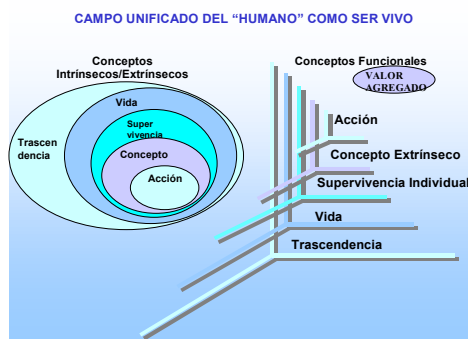 CAMPO UNIFICADO DEL “HUMANO” COMO SER VIVO
Conceptos
Intrínsecos/Extrínsecos
Vida
Super
vivencia
Trascen
dencia
Concepto
Acción
Conceptos Funcionales
VALOR
AGREGADO
Acción
Concepto Extrínseco
Supervivencia Individual
Vida
Trascendencia